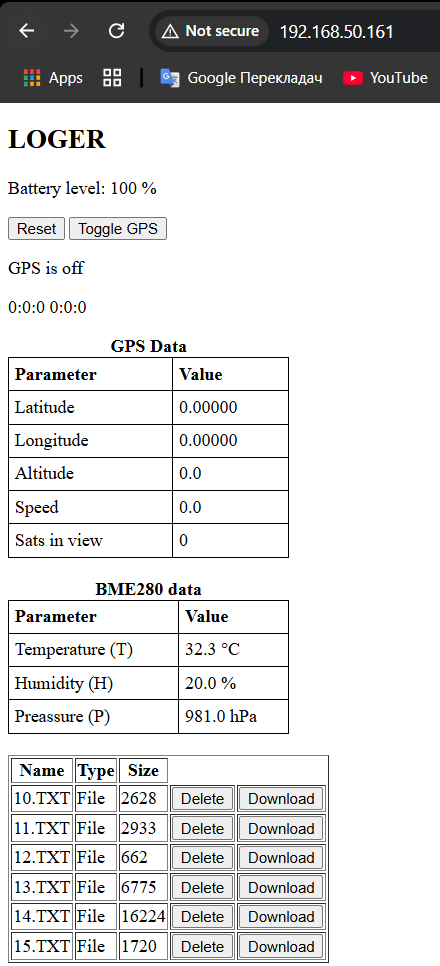 Not secure 192.168.50.161
Apps Google Перекладач YouTube
LOGER
Battery level: 100 %
Reset Toggle GPS
GPS is off
0:0:0 0:0:0
GPS Data
Parameter Value
Latitude 0.00000
Longitude 0.00000
Altitude 0.0
Speed 0.0
Sats in view 0
BME280 data
Parameter Value
Temperature (T) 32.3 °C
Humidity (H) 20.0 %
Preassure (P) 981.0 hPa
Name Type Size
10.TXT File 2628 Delete Download
11.TXT File 2933 Delete Download
12.TXT File 662 Delete Download
13.TXT File 6775 Delete Download
14.TXT File 16224 Delete Download
15.TXT File 1720 Delete Download